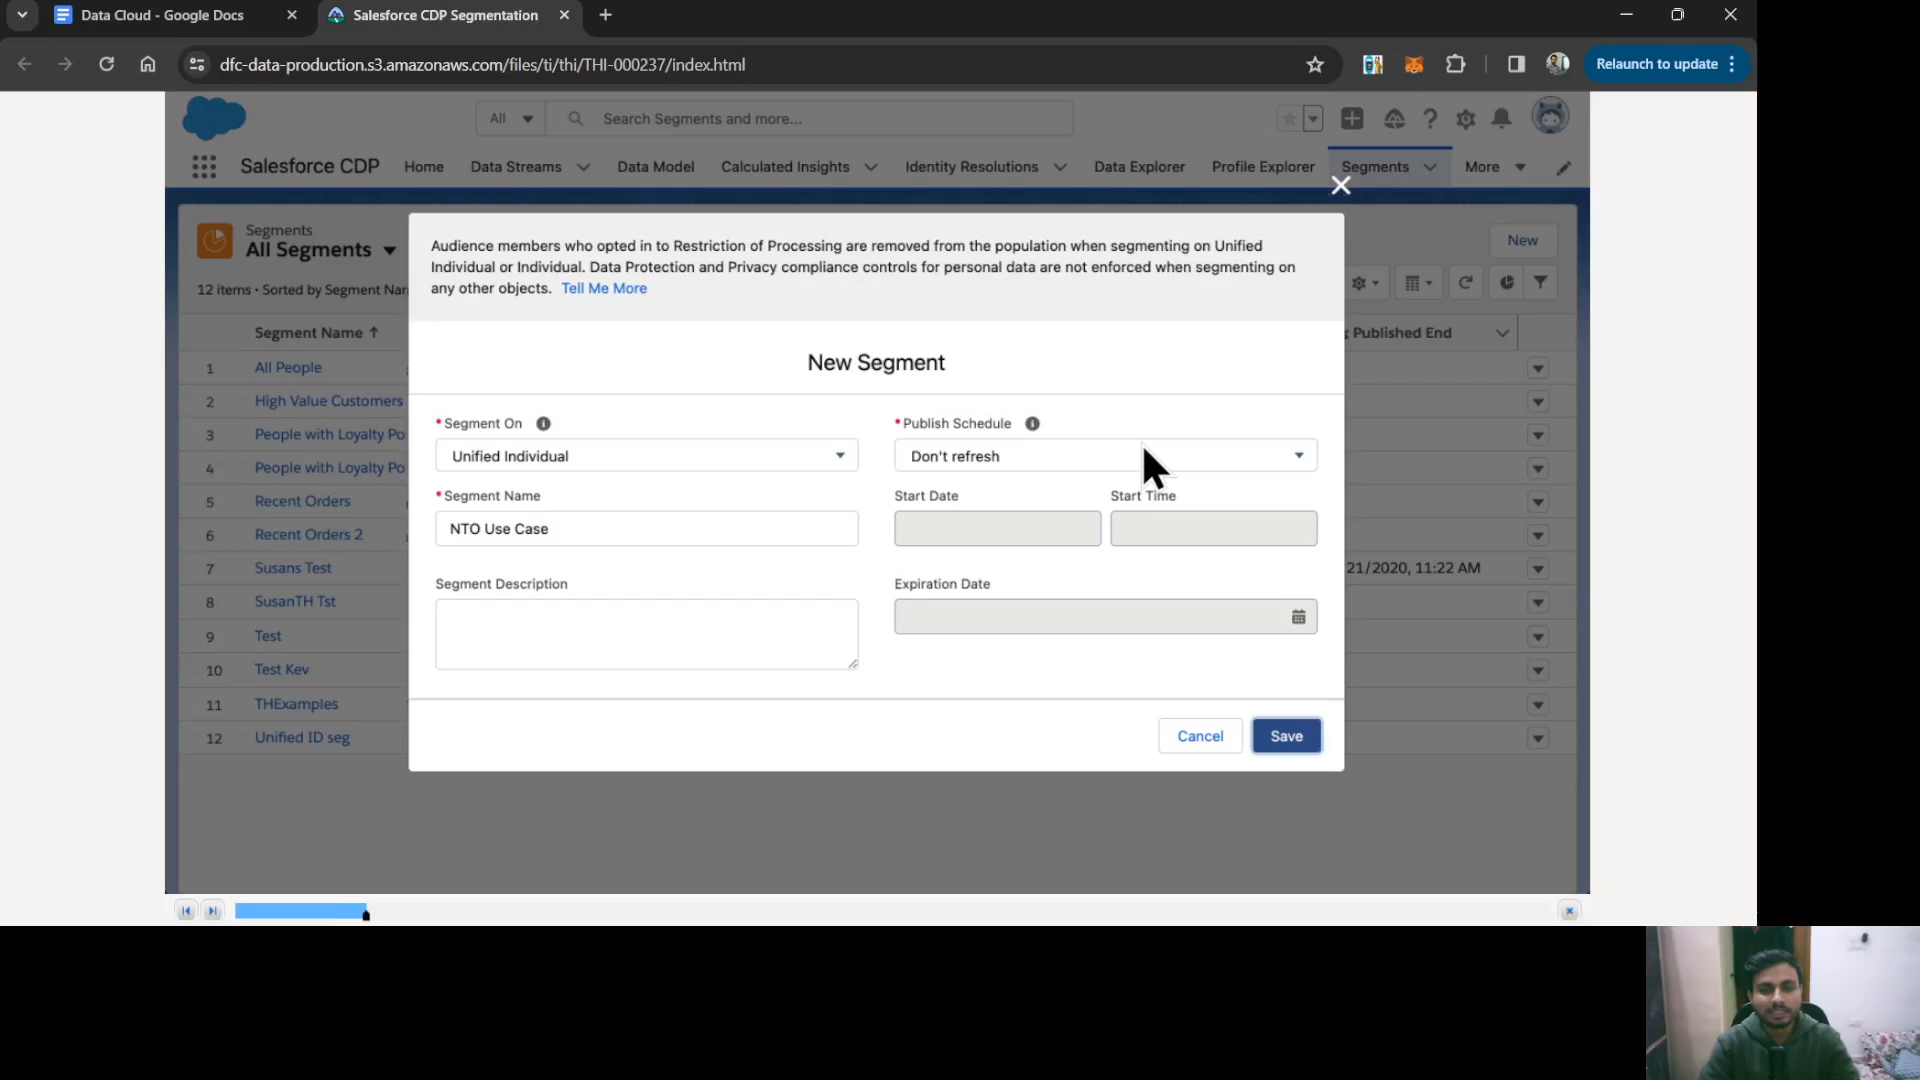 Data Cloud - Google Docs
Salesforce CDP Segmentation
dfc-data-production.s3.amazonaws.com/files/ti/thi/THI-000237/index.html
Relaunch to update
All
Search Segments and more...
Salesforce CDP
Home
Data Streams
Data Model
Calculated Insights
Identity Resolutions
Data Explorer
Profile Explorer
Segments
More
Segments
All Segments
New
12 items • Sorted by Segment Nar
Segment Name ↑
Published End
1 All People
2 High Value Customers
3 People with Loyalty Po
4 People with Loyalty Po
5 Recent Orders
6 Recent Orders 2
7 Susans Test
21/2020, 11:22 AM
8 SusanTH Tst
9 Test
10 Test Kev
11 THExamples
12 Unified ID seg
Audience members who opted in to Restriction of Processing are removed from the population when segmenting on Unified
Individual or Individual. Data Protection and Privacy compliance controls for personal data are not enforced when segmenting on
any other objects. Tell Me More
New Segment
* Segment On
Unified Individual
* Publish Schedule
Don't refresh
* Segment Name
NTO Use Case
Start Date
Start Time
Segment Description
Expiration Date
Cancel
Save